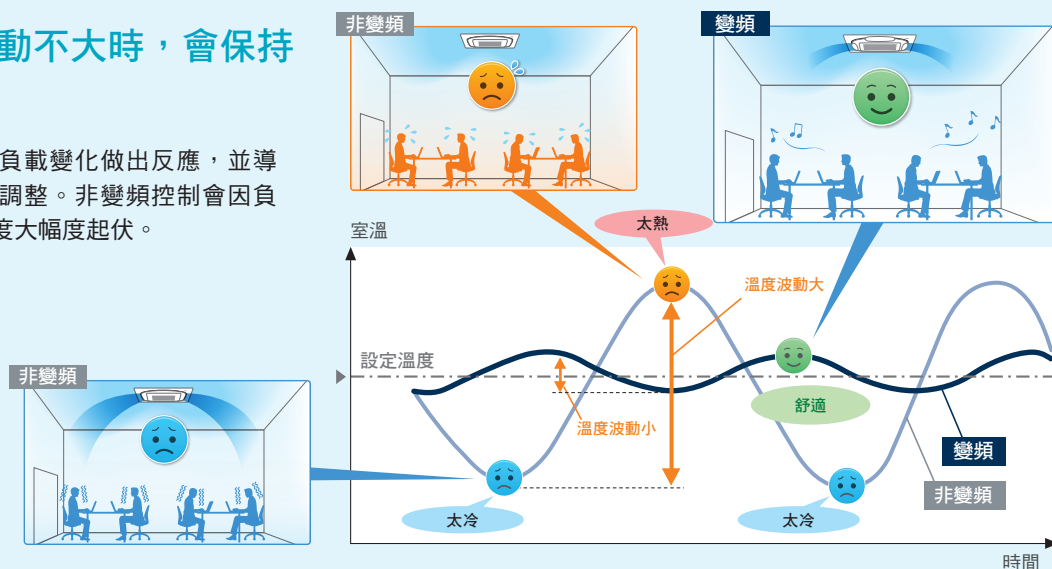 動不大時，會保持
負載變化做出反應，並導
調整。非變頻控制會因負
度大幅度起伏。
非變頻
變頻
室溫
太熱
溫度波動大
設定溫度
非變頻
溫度波動小
舒適
變頻
非變頻
太冷
太冷
時間